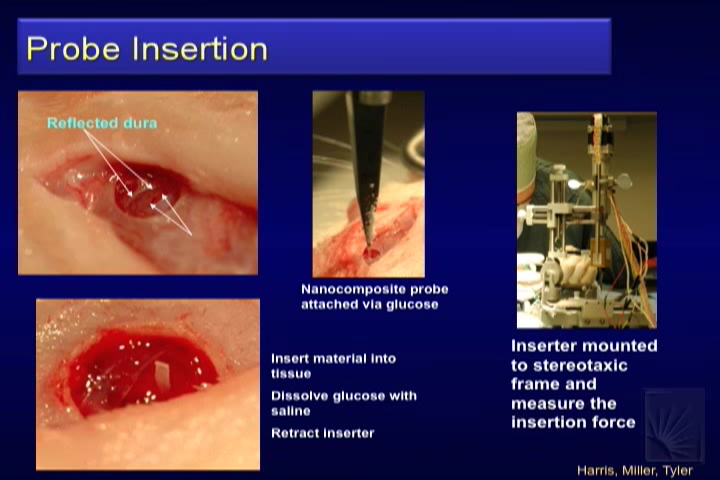 Probe Insertion
Reflected dura
Nanocomposite probe
attached via glucose
Insert material into
tissue
Dissolve glucose with
saline
Retract inserter
Inserter mounted
to stereotaxic
frame and
measure the
insertion force
Harris, Miller, Tyler